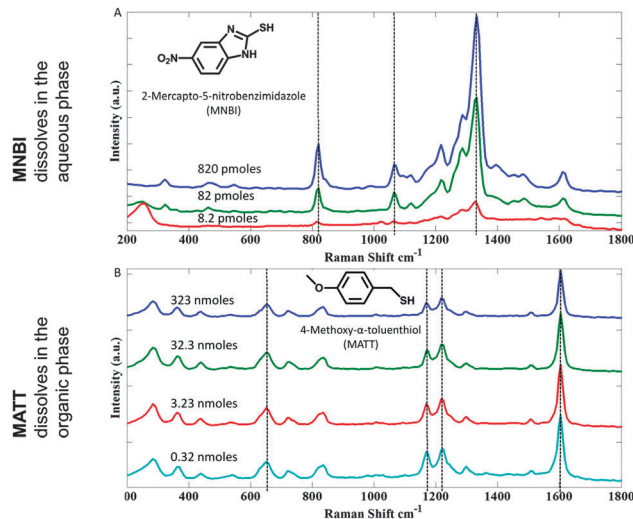 MNBI
dissolves in the
aqueous phase
A
Intensity (a.u.)
SH
N
O₂N
NH
2-Mercapto-5-nitrobenzimidazole
(MNBI)
820 pmoles
82 pmoles
8.2 pmoles
200 400 600 800 1000 1200 1400 1600 1800
Raman Shift cm⁻¹
MATT
dissolves in the
organic phase
B
Intensity (a.u.)
O
SH
4-Methoxy-α-toluenthiol
(MATT)
323 nmoles
32.3 nmoles
3.23 nmoles
0.32 nmoles
200 400 600 800 1000 1200 1400 1600 1800
Raman Shift cm⁻¹